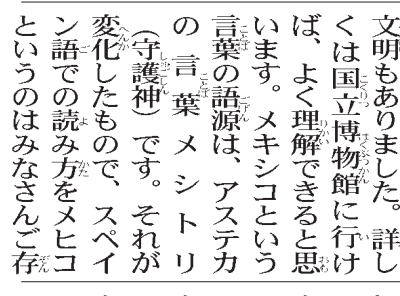 文明もありました。詳し
くは国立博物館に行け
ば、よく理解できると思
います。メキシコという
言葉の語源は、アステカ
の言葉メシトリ
(守護神)です。それが
変化したもので、スペイ
ン語での読み方をメヒコ
というのはみなさんご存